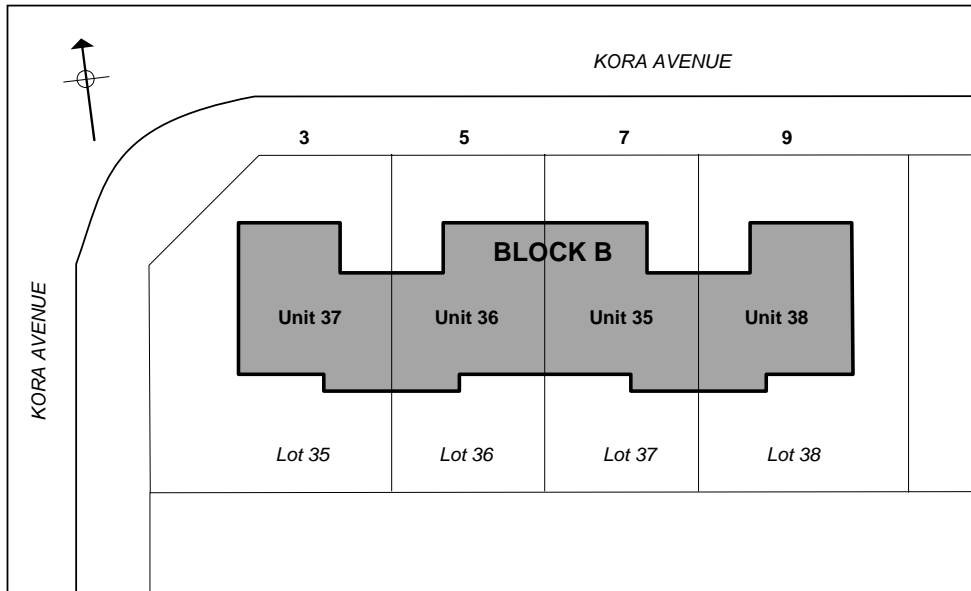 KORA AVENUE
3 5 7 9
BLOCK B
Unit 37 Unit 36 Unit 35 Unit 38
KORA AVENUE
Lot 35 Lot 36 Lot 37 Lot 38